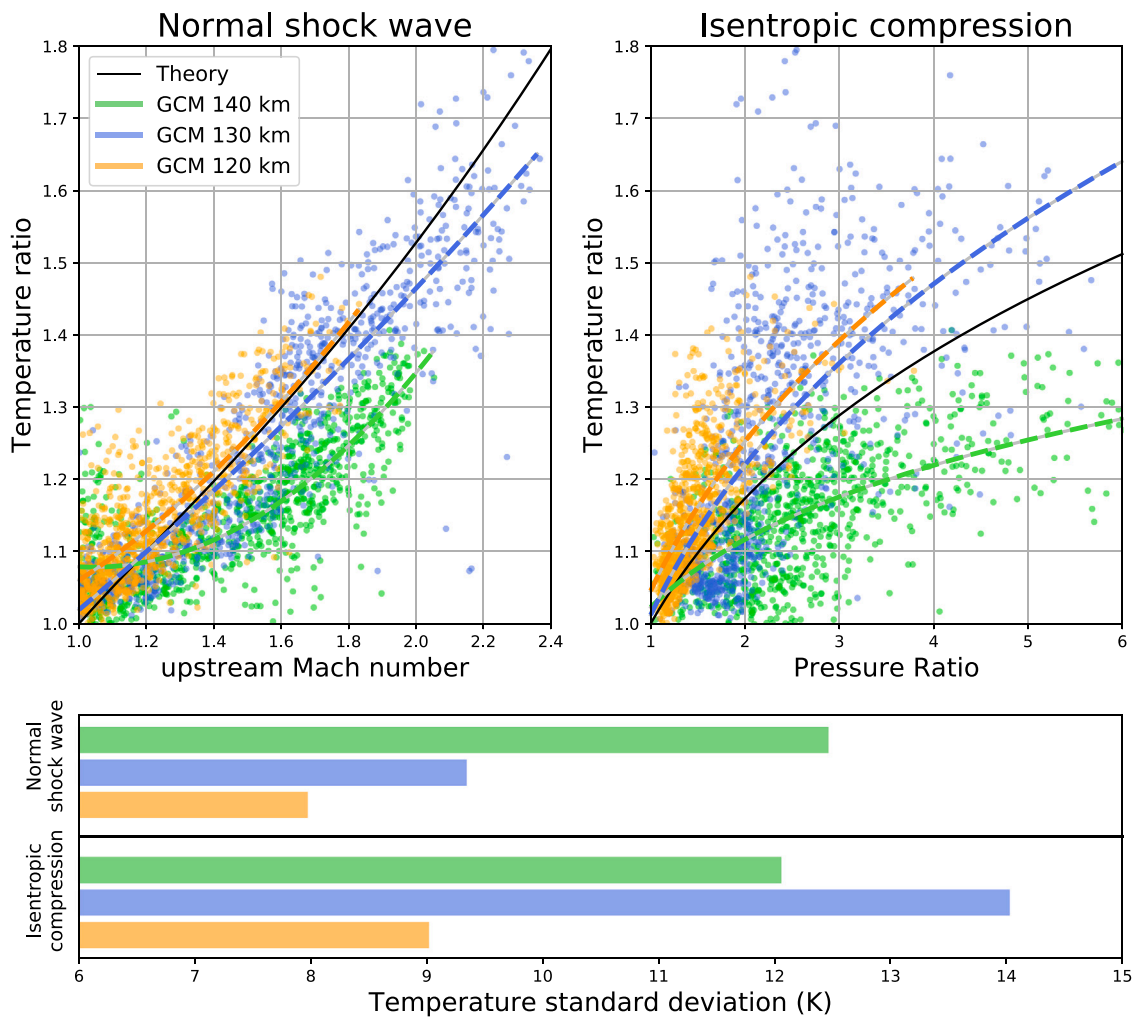 Normal shock wave
Isentropic compression
Theory
GCM 140 km
GCM 130 km
GCM 120 km
Temperature ratio
1.8
1.7
1.6
1.5
1.4
1.3
1.2
1.1
1.0
1.0 1.2 1.4 1.6 1.8 2.0 2.2 2.4
upstream Mach number
Temperature ratio
1.8
1.7
1.6
1.5
1.4
1.3
1.2
1.1
1.0
1 2 3 4 5 6
Pressure Ratio
Normal
shock wave
Isentropic
compression
6 7 8 9 10 11 12 13 14 15
Temperature standard deviation (K)